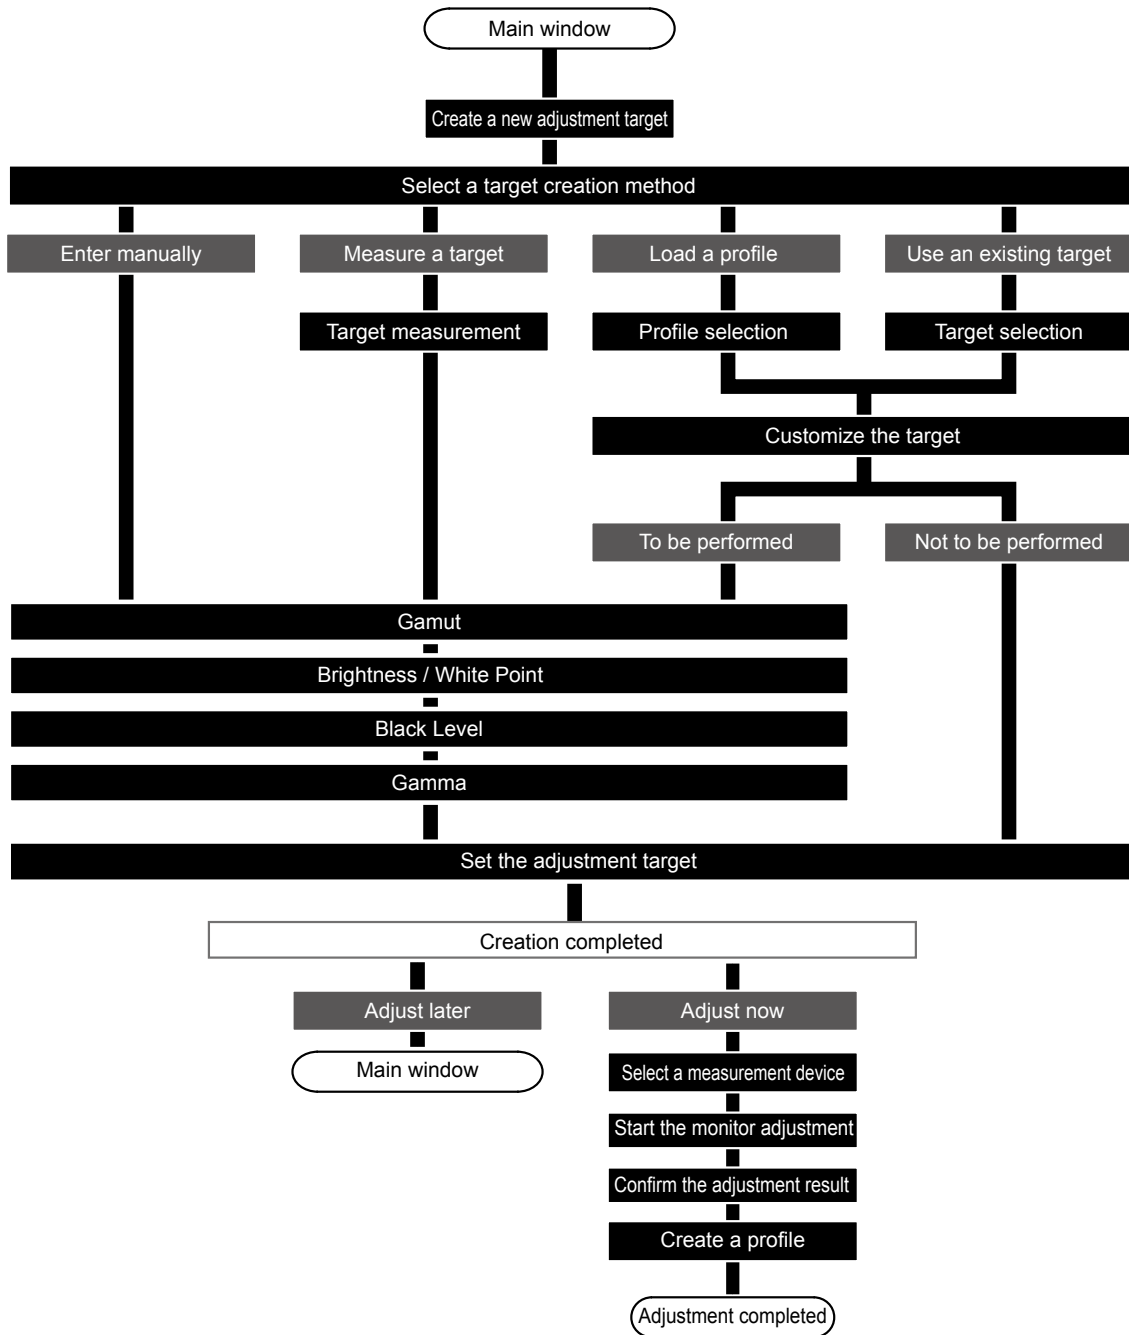 Main window
Create a new adjustment target
Select a target creation method
Enter manually
Measure a target
Load a profile
Use an existing target
Target measurement
Profile selection
Target selection
Customize the target
To be performed
Not to be performed
Gamut
Brightness / White Point
Black Level
Gamma
Set the adjustment target
Creation completed
Adjust later
Adjust now
Main window
Select a measurement device
Start the monitor adjustment
Confirm the adjustment result
Create a profile
Adjustment completed